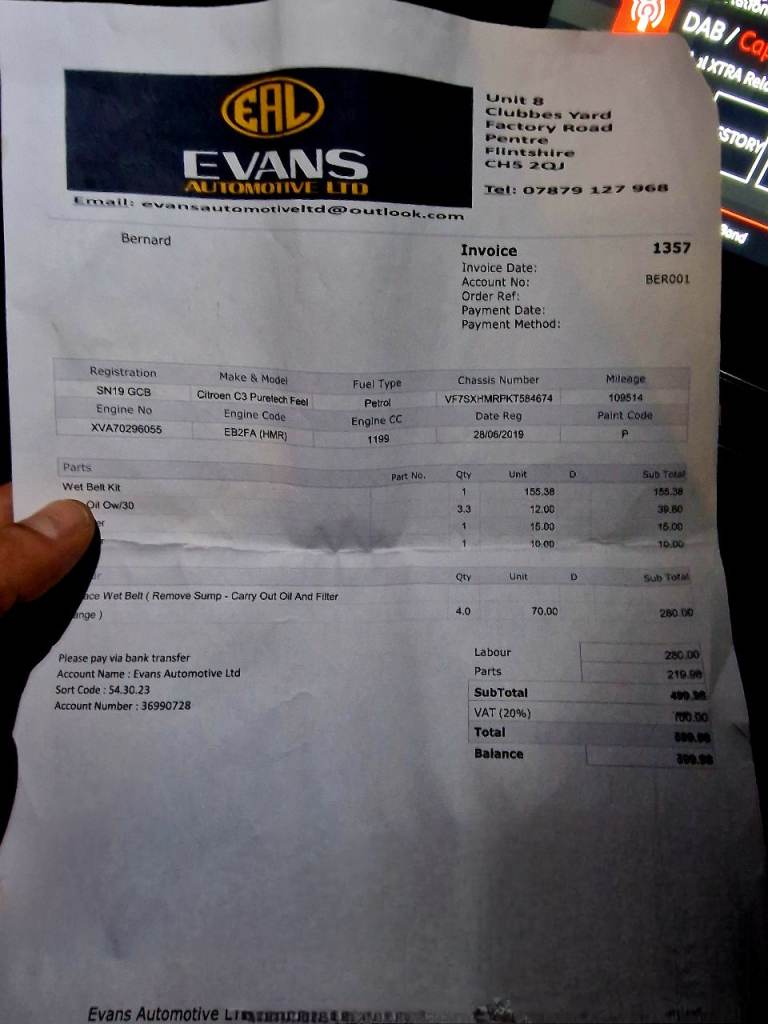 DAB /
XTRA
EAL
EVANS
AUTOMOTIVE LTD
Email: evansautomotiveltd@outlook.com
Unit 8
Clubbes Yard
Factory Road
Pentre
Flintshire
CH5 2QJ
Tel: 07879 127 968
Bernard
Invoice 1357
Invoice Date:
Account No: BER001
Order Ref:
Payment Date:
Payment Method:
Registration Make & Model Fuel Type Chassis Number Mileage
SN19 GCB Citroen C3 Puretech Feel Petrol VF7SXHMRPKT584674 109514
Engine No Engine Code Engine CC Date Reg Paint Code
XVA70296055 EB2FA (HMR) 1199 28/06/2019 P
Parts Part No. Qty Unit D Sub Total
Wet Belt Kit 1 155.38 155.38
Oil Ow/30 3.3 12.00 39.60
1 15.00 15.00
1 10.00 10.00
Qty Unit D Sub Total
Wet Belt ( Remove Sump - Carry Out Oil And Filter
) 4.0 70.00 280.00
Please pay via bank transfer
Account Name : Evans Automotive Ltd
Sort Code : 54.30.23
Account Number : 36990728
Labour 280.00
Parts 219.98
SubTotal 499.98
VAT (20%)
Total
Balance
Evans Automotive